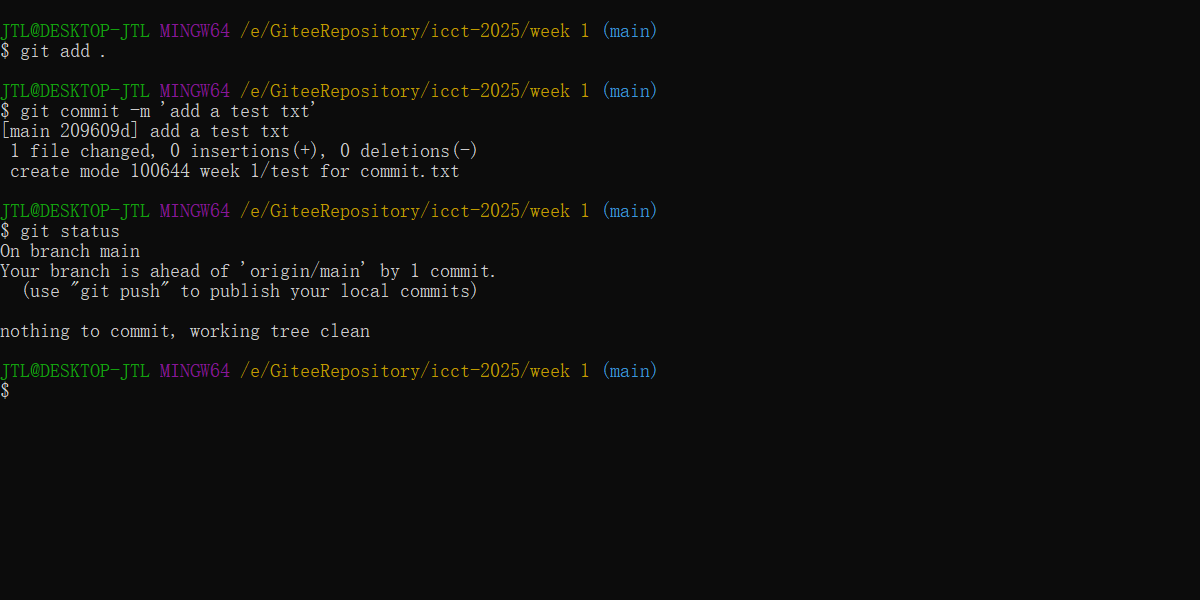 JTL@DESKTOP-JTL MINGW64 /e/GiteeRepository/icct-2025/week 1 (main)
$ git add .
JTL@DESKTOP-JTL MINGW64 /e/GiteeRepository/icct-2025/week 1 (main)
$ git commit -m 'add a test txt'
[main 209609d] add a test txt
 1 file changed, 0 insertions(+), 0 deletions(-)
 create mode 100644 week 1/test for commit.txt
JTL@DESKTOP-JTL MINGW64 /e/GiteeRepository/icct-2025/week 1 (main)
$ git status
On branch main
Your branch is ahead of 'origin/main' by 1 commit.
  (use "git push" to publish your local commits)
nothing to commit, working tree clean
JTL@DESKTOP-JTL MINGW64 /e/GiteeRepository/icct-2025/week 1 (main)
$